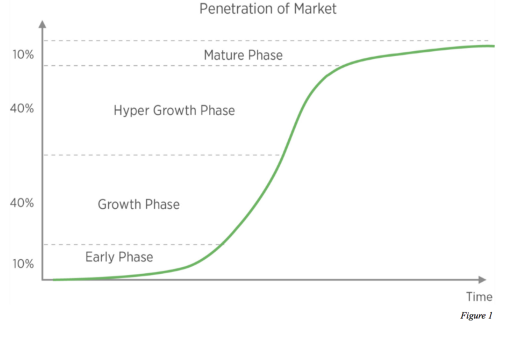 Penetration of Market
10%
Mature Phase
40%
Hyper Growth Phase
40%
Growth Phase
Early Phase
10%
Time
Figure 1